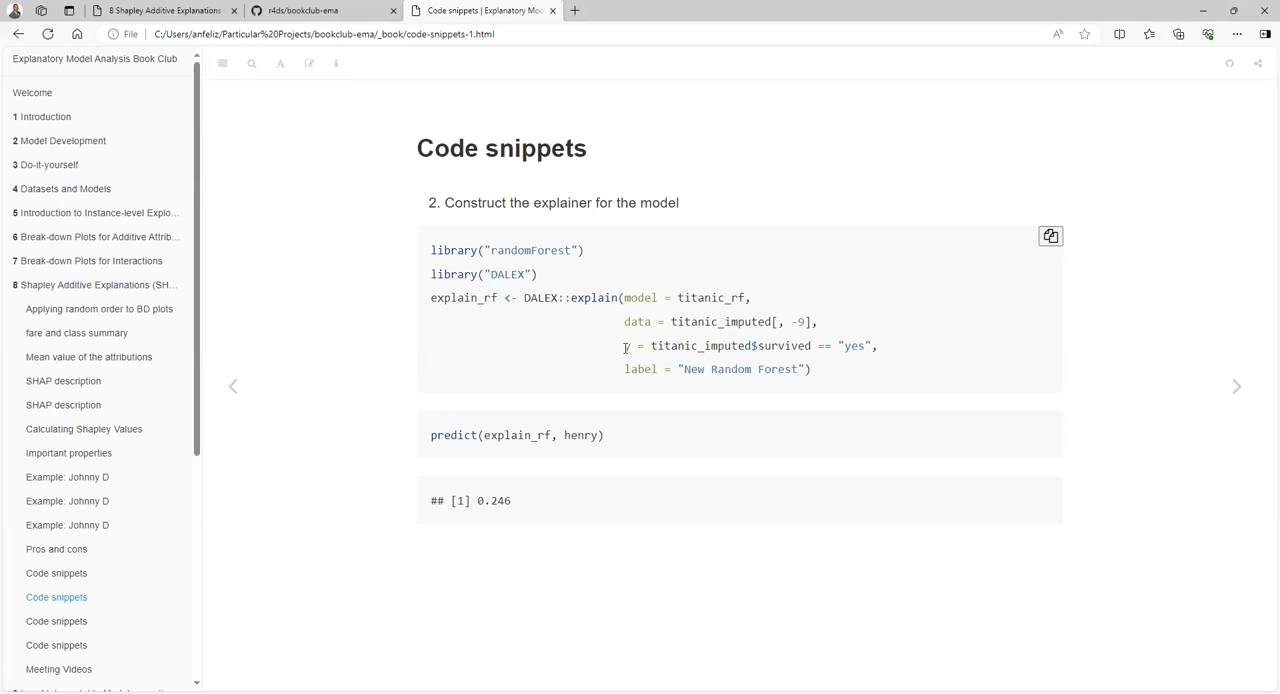 8 Shapley Additive Explanations
r4ds/bookclub-ema
Code snippets | Explanatory Mo
File
C:/Users/anfeliz/Particular%20Projects/bookclub-ema/_book/code-snippets-1.html
Explanatory Model Analysis Book Club
Welcome
1 Introduction
2 Model Development
3 Do-it-yourself
4 Datasets and Models
5 Introduction to Instance-level Explo...
6 Break-down Plots for Additive Attrib...
7 Break-down Plots for Interactions
8 Shapley Additive Explanations (SH...
Applying random order to BD plots
fare and class summary
Mean value of the attributions
SHAP description
SHAP description
Calculating Shapley Values
Important properties
Example: Johnny D
Example: Johnny D
Example: Johnny D
Pros and cons
Code snippets
Code snippets
Code snippets
Code snippets
Meeting Videos
Code snippets
2. Construct the explainer for the model
library("randomForest")
library("DALEX")
explain_rf <- DALEX::explain(model = titanic_rf,
data = titanic_imputed[, -9],
y = titanic_imputed$survived == "yes",
label = "New Random Forest")
predict(explain_rf, henry)
## [1] 0.246